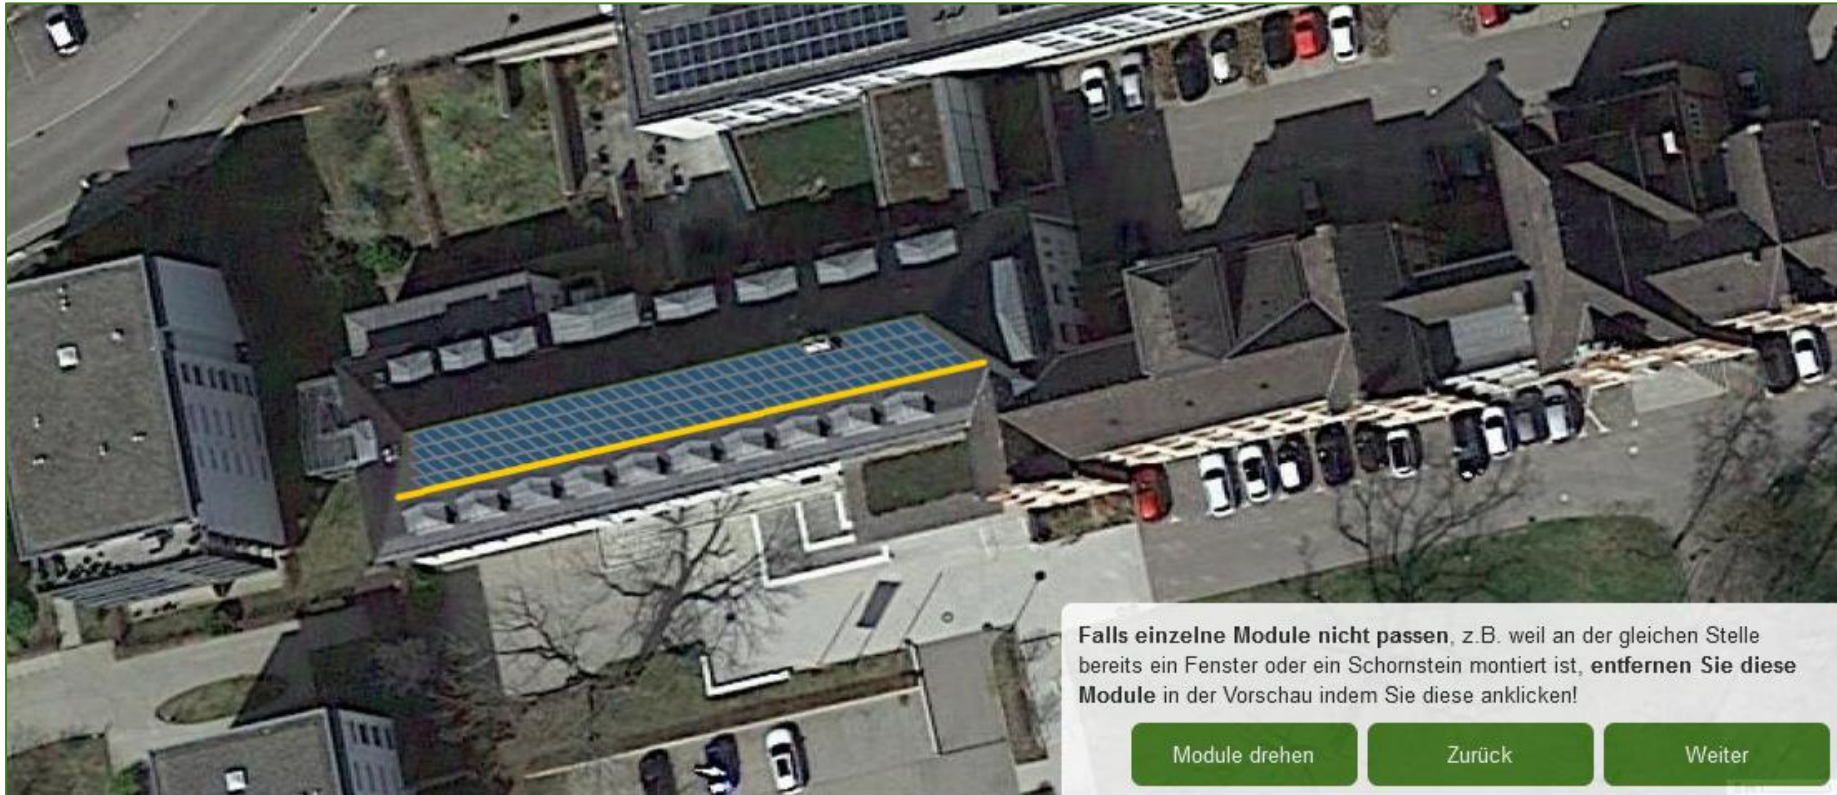 Falls einzelne Module nicht passen, z.B. weil an der gleichen Stelle
bereits ein Fenster oder ein Schornstein montiert ist, entfernen Sie diese
Module in der Vorschau indem Sie diese anklicken!
Module drehen Zurück Weiter